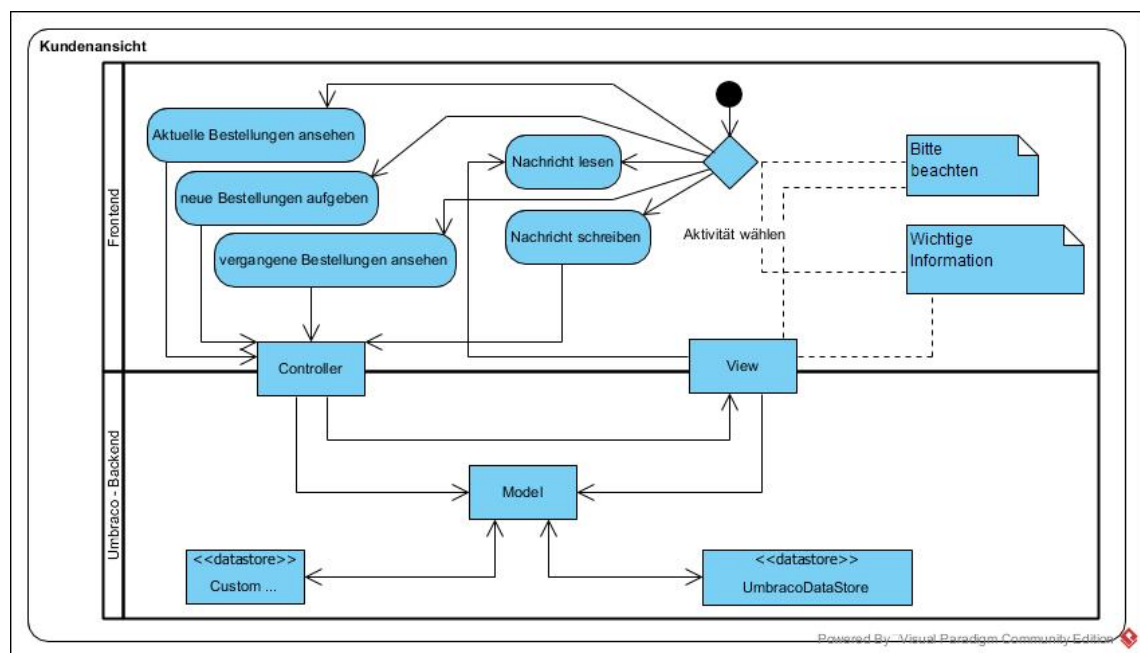 Kundenansicht
Frontend
Aktuelle Bestellungen ansehen
neue Bestellungen aufgeben
vergangene Bestellungen ansehen
Nachricht lesen
Nachricht schreiben
Aktivität wählen
Bitte
beachten
Wichtige
Information
Controller
View
Umbraco - Backend
Model
<<datastore>>
Custom ...
<<datastore>>
UmbracoDataStore
Powered By Visual Paradigm Community Edition